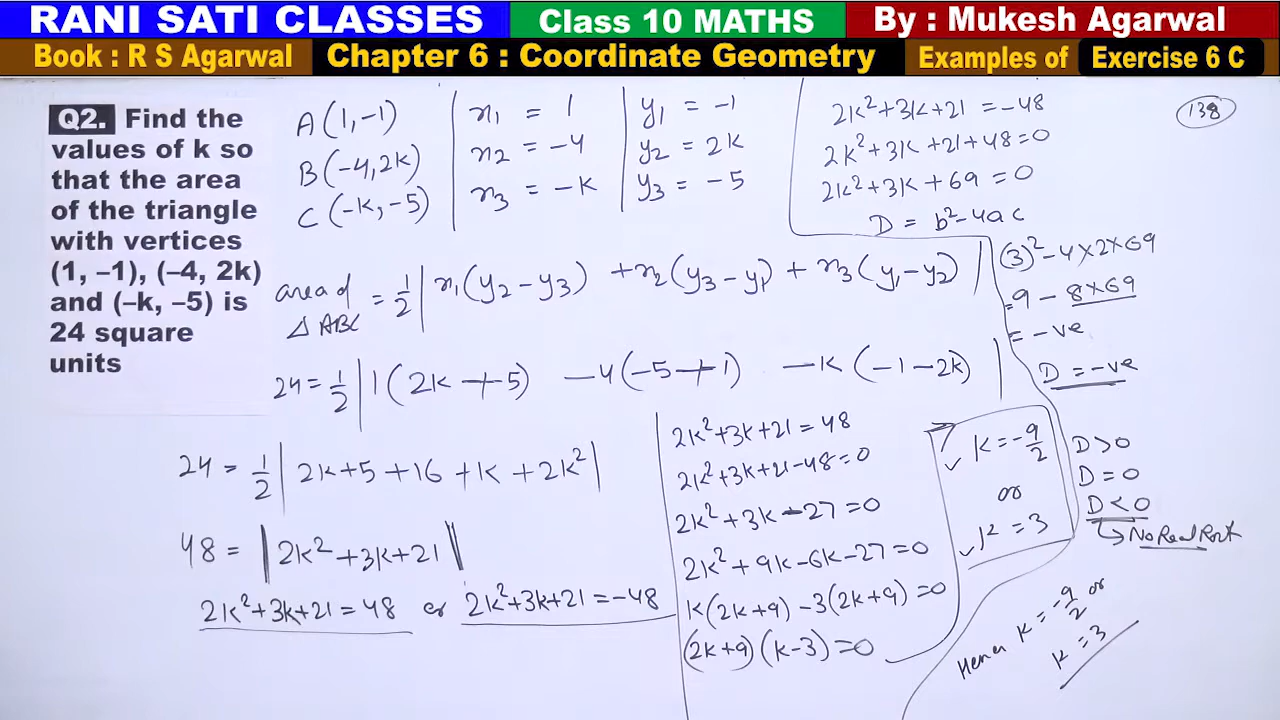 RANI SATI CLASSES
Class 10 MATHS
By : Mukesh Agarwal
Book : R S Agarwal
Chapter 6 : Coordinate Geometry
Examples of Exercise 6 C
Q2. Find the
values of k so
that the area
of the triangle
with vertices
(1, –1), (–4, 2k)
and (–k, –5) is
24 square
units
A(1,-1)
B(-4,2k)
C(-k,-5)
x₁ = 1
x₂ = -4
x₃ = -k
y₁ = -1
y₂ = 2k
y₃ = -5
area of
△ABC
= 1/2 | x₁(y₂-y₃) + x₂(y₃-y₁) + x₃(y₁-y₂) |
24 = 1/2 | 1(2k+5) -4(-5+1) -k(-1-2k) |
24 = 1/2 | 2k+5+16+k+2k² |
48 = | 2k²+3k+21 |
2k²+3k+21 = 48 or 2k²+3k+21 = -48
2k²+3k+21 = 48
2k²+3k+21-48=0
2k²+3k-27=0
2k²+9k-6k-27=0
k(2k+9)-3(2k+9)=0
(2k+9)(k-3)=0
k=-9/2
or
k=3
2k²+3k+21 = -48
2k²+3k+21+48=0
2k²+3k+69=0
D = b²-4ac
(3)²-4×2×69
=9-8×69
= -ve
D = -ve
D>0
D=0
D<0
No Real Root
Hence k = -9/2 or
k = 3
138